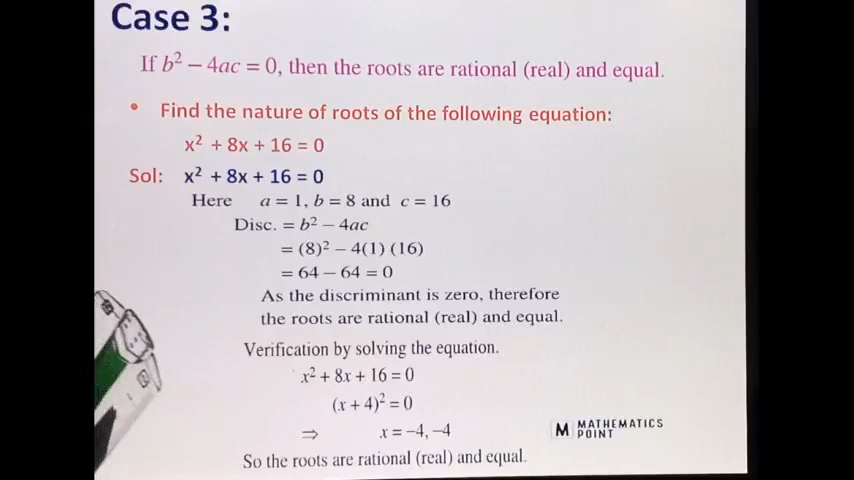 Case 3:
If b² − 4ac = 0, then the roots are rational (real) and equal.
• Find the nature of roots of the following equation:
x² + 8x + 16 = 0
Sol: x² + 8x + 16 = 0
Here a = 1, b = 8 and c = 16
Disc. = b² − 4ac
= (8)² − 4(1) (16)
= 64 − 64 = 0
As the discriminant is zero, therefore
the roots are rational (real) and equal.
Verification by solving the equation.
x² + 8x + 16 = 0
(x + 4)² = 0
⇒ x = −4, −4
M MATHEMATICS
POINT
So the roots are rational (real) and equal.